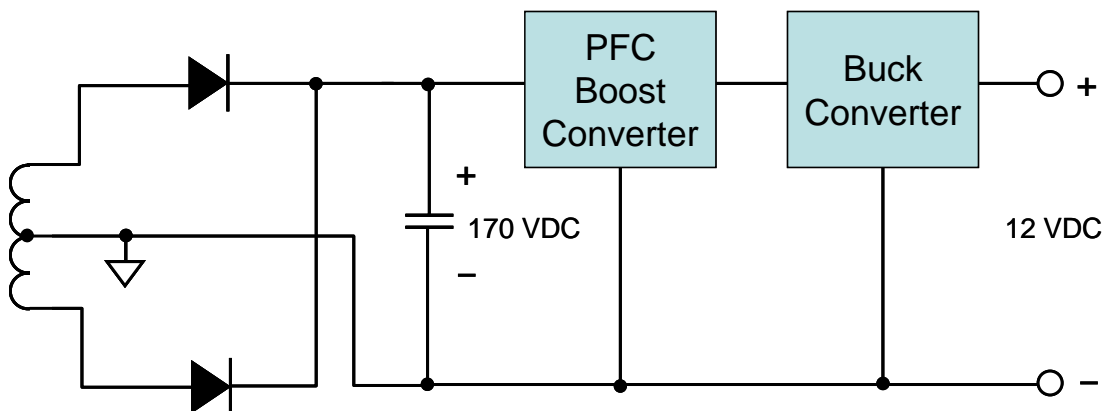 PFC
Boost
Converter
Buck
Converter
+
+
170 VDC
12 VDC
–
–